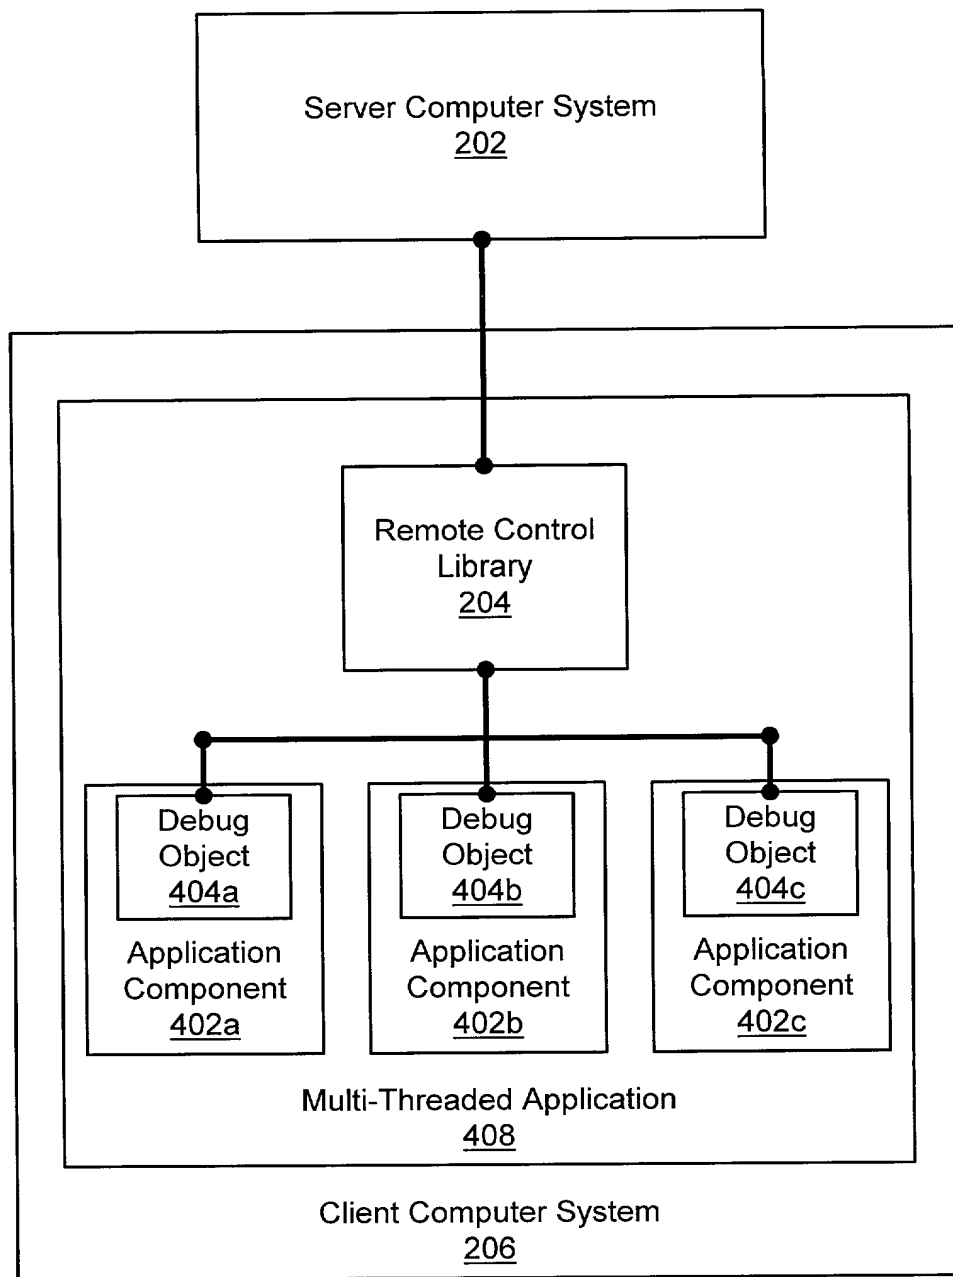 Server Computer System
202
Remote Control
Library
204
Debug
Object
404a
Application
Component
402a
Debug
Object
404b
Application
Component
402b
Debug
Object
404c
Application
Component
402c
Multi-Threaded Application
408
Client Computer System
206